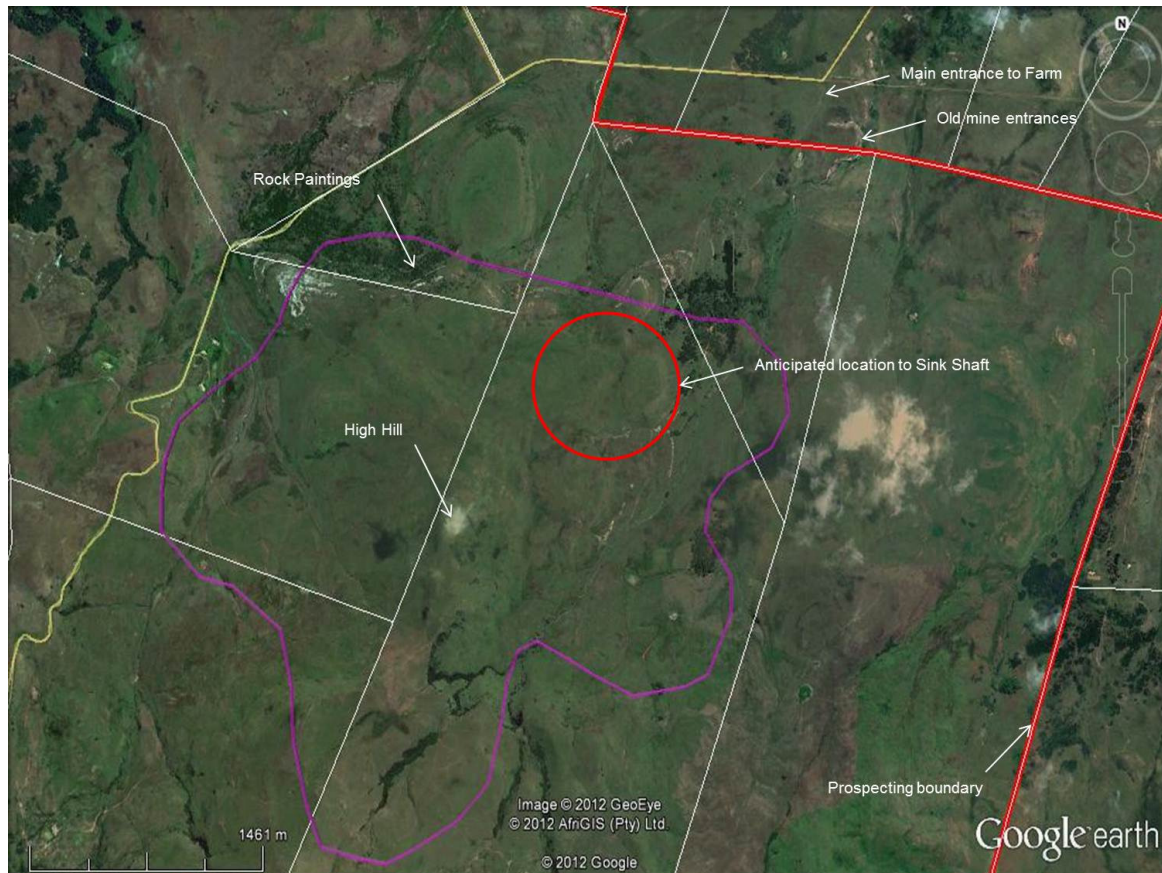 N
Main entrance to Farm
Old mine entrances
Rock Paintings
Anticipated location to Sink Shaft
High Hill
Prospecting boundary
Image © 2012 GeoEye
© 2012 AfriGIS (Pty) Ltd.
1461 m
© 2012 Google
Google earth